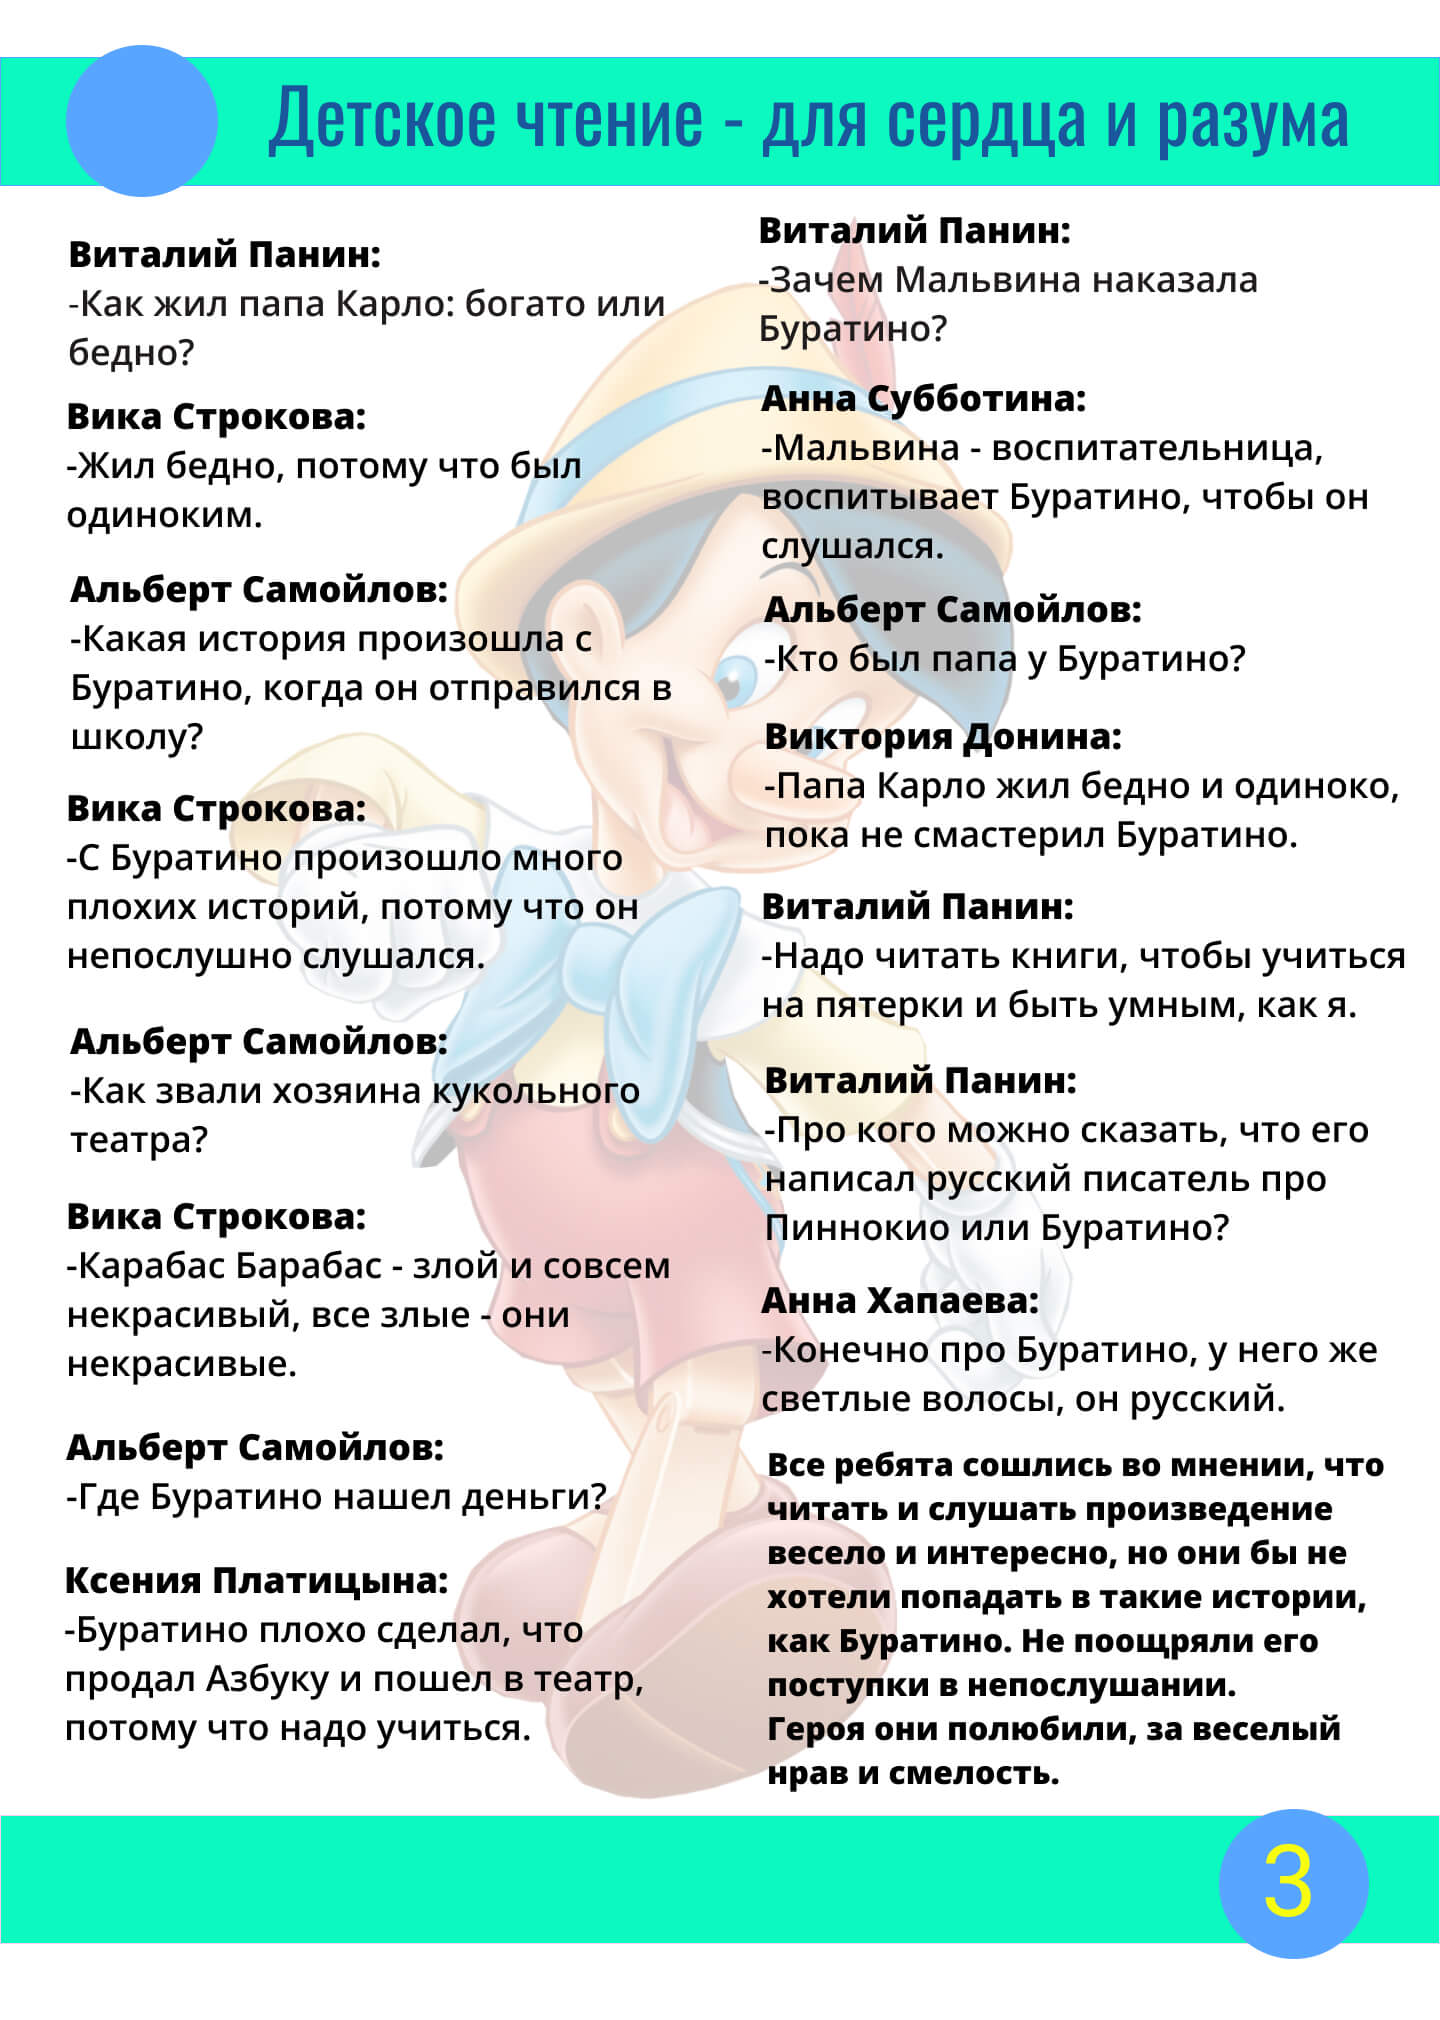 Детское чтение - для сердца и разума
Виталий Панин:
-Как жил папа Карло: богато или
бедно?
Вика Строкова:
-Жил бедно, потому что был
одиноким.
Альберт Самойлов:
-Какая история произошла с
Буратино, когда он отправился в
школу?
Вика Строкова:
-С Буратино произошло много
плохих историй, потому что он
непослушно слушался.
Альберт Самойлов:
-Как звали хозяина кукольного
театра?
Вика Строкова:
-Карабас Барабас - злой и совсем
некрасивый, все злые - они
некрасивые.
Альберт Самойлов:
-Где Буратино нашел деньги?
Ксения Платицына:
-Буратино плохо сделал, что
продал Азбуку и пошел в театр,
потому что надо учиться.
Виталий Панин:
-Зачем Мальвина наказала
Буратино?
Анна Субботина:
-Мальвина - воспитательница,
воспитывает Буратино, чтобы он
слушался.
Альберт Самойлов:
-Кто был папа у Буратино?
Виктория Донина:
-Папа Карло жил бедно и одиноко,
пока не смастерил Буратино.
Виталий Панин:
-Надо читать книги, чтобы учиться
на пятерки и быть умным, как я.
Виталий Панин:
-Про кого можно сказать, что его
написал русский писатель про
Пиннокио или Буратино?
Анна Хапаева:
-Конечно про Буратино, у него же
светлые волосы, он русский.
Все ребята сошлись во мнении, что
читать и слушать произведение
весело и интересно, но они бы не
хотели попадать в такие истории,
как Буратино. Не поощряли его
поступки в непослушании.
Героя они полюбили, за веселый
нрав и смелость.
3